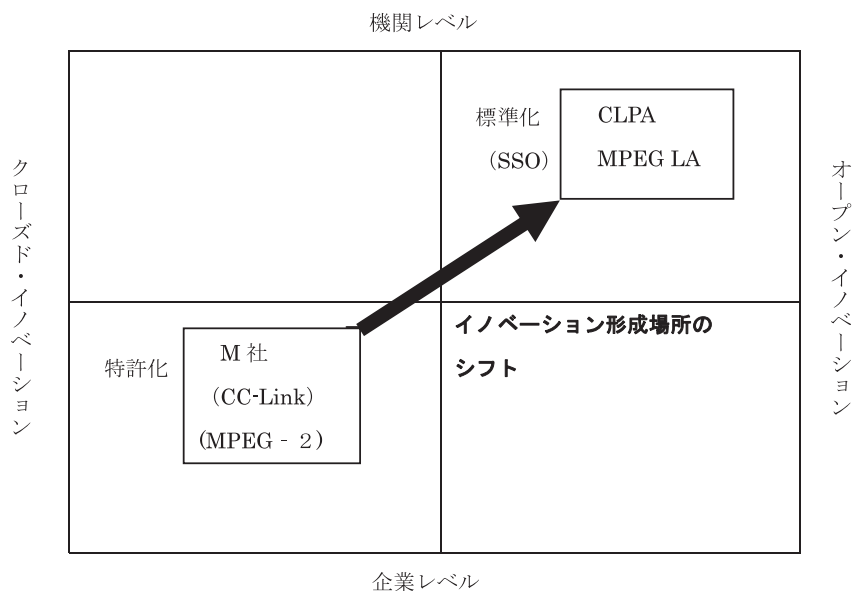 機関レベル
標準化
(SSO)
CLPA
MPEG LA
クローズド・イノベーション
オープン・イノベーション
イノベーション形成場所の
シフト
特許化
M 社
(CC-Link)
(MPEG‐２)
企業レベル